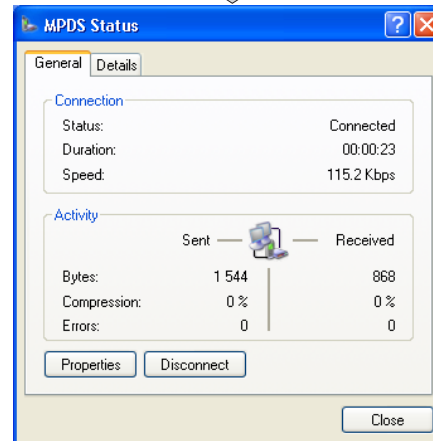 MPDS Status
General Details
Connection
Status: Connected
Duration: 00:00:23
Speed: 115.2 Kbps
Activity
Sent Received
Bytes: 1 544 868
Compression: 0 % 0 %
Errors: 0 0
Properties Disconnect
Close